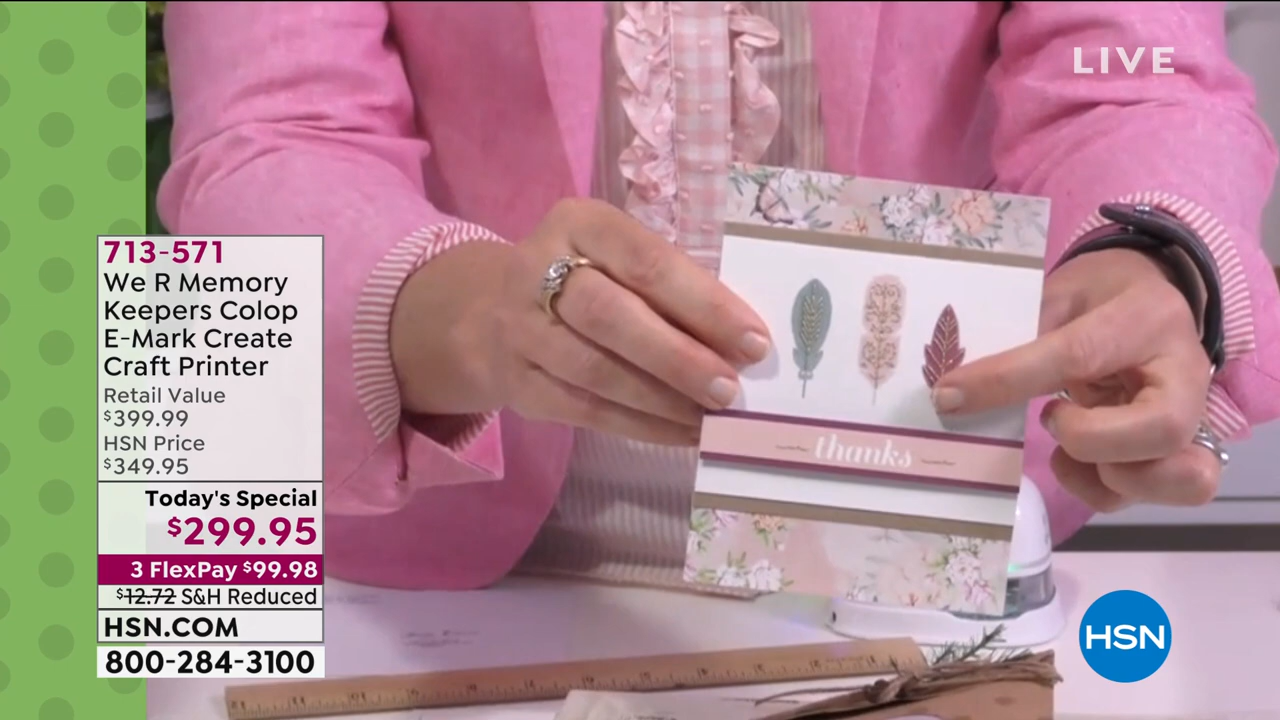 LIVE
713-571
We R Memory
Keepers Colop
E-Mark Create
Craft Printer
Retail Value
$399.99
HSN Price
$349.95
Today's Special
$299.95
3 FlexPay $99.98
$12.72 S&H Reduced
HSN.COM
800-284-3100
thanks
HSN